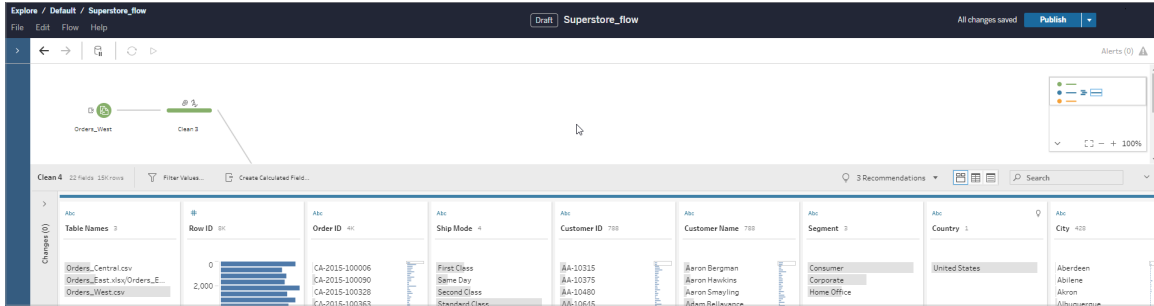 Explore / Default / Superstore_flow
File Edit Flow Help
Draft Superstore_flow
All changes saved
Publish
Alerts (0)
Orders_West
Clean 3
100%
Clean 4 22 fields 15K rows Filter Values... Create Calculated Field... 3 Recommendations Search
Changes (0)
Abc
Table Names 3
Orders_Central.csv
Orders_East.xlsx/Orders_E...
Orders_West.csv
#
Row ID 8K
0
2,000
Abc
Order ID 4K
CA-2015-100006
CA-2015-100090
CA-2015-100328
CA-2015-100363
Abc
Ship Mode 4
First Class
Same Day
Second Class
Standard Class
Abc
Customer ID 788
AA-10315
AA-10375
AA-10480
AA-10645
Abc
Customer Name 788
Aaron Bergman
Aaron Hawkins
Aaron Smayling
Adam Bellavance
Abc
Segment 3
Consumer
Corporate
Home Office
Abc
Country 1
United States
Abc
City 428
Aberdeen
Abilene
Akron
Albuquerque